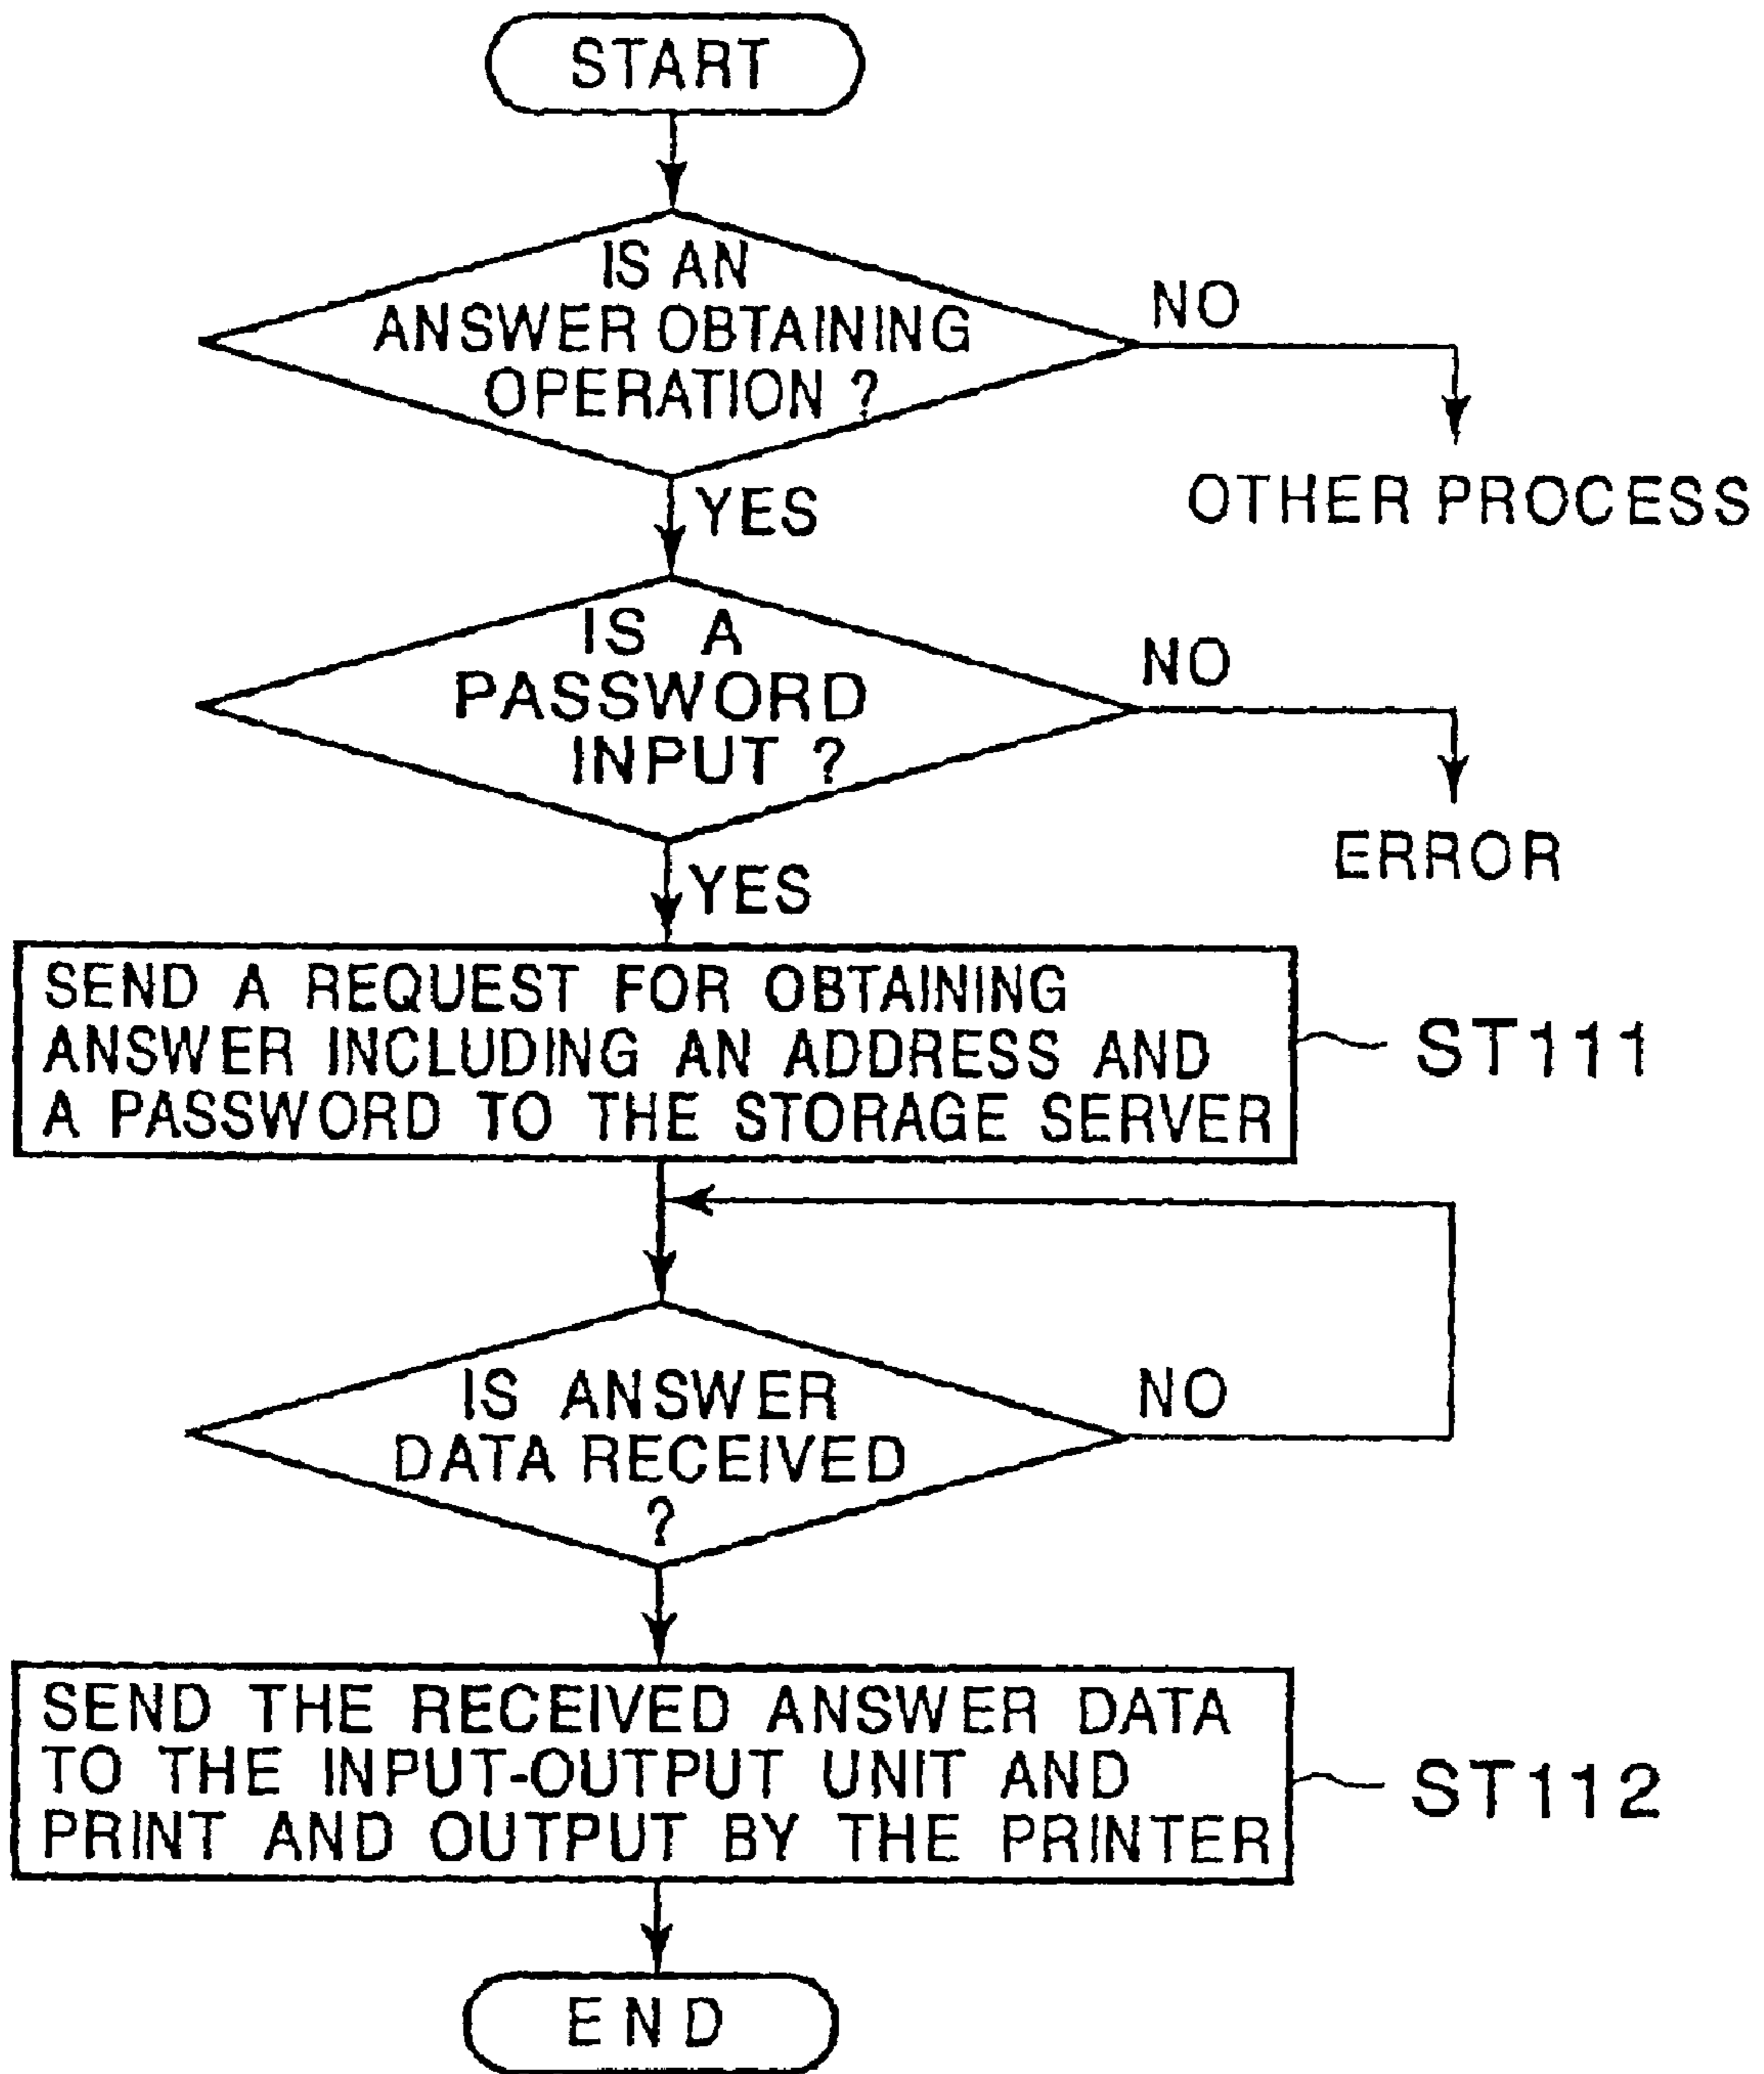 START
IS AN
ANSWER OBTAINING
OPERATION ?
NO
OTHER PROCESS
YES
IS A
PASSWORD
INPUT ?
NO
ERROR
YES
SEND A REQUEST FOR OBTAINING
ANSWER INCLUDING AN ADDRESS AND
A PASSWORD TO THE STORAGE SERVER
ST111
IS ANSWER
DATA RECEIVED
?
NO
SEND THE RECEIVED ANSWER DATA
TO THE INPUT-OUTPUT UNIT AND
PRINT AND OUTPUT BY THE PRINTER
ST112
END